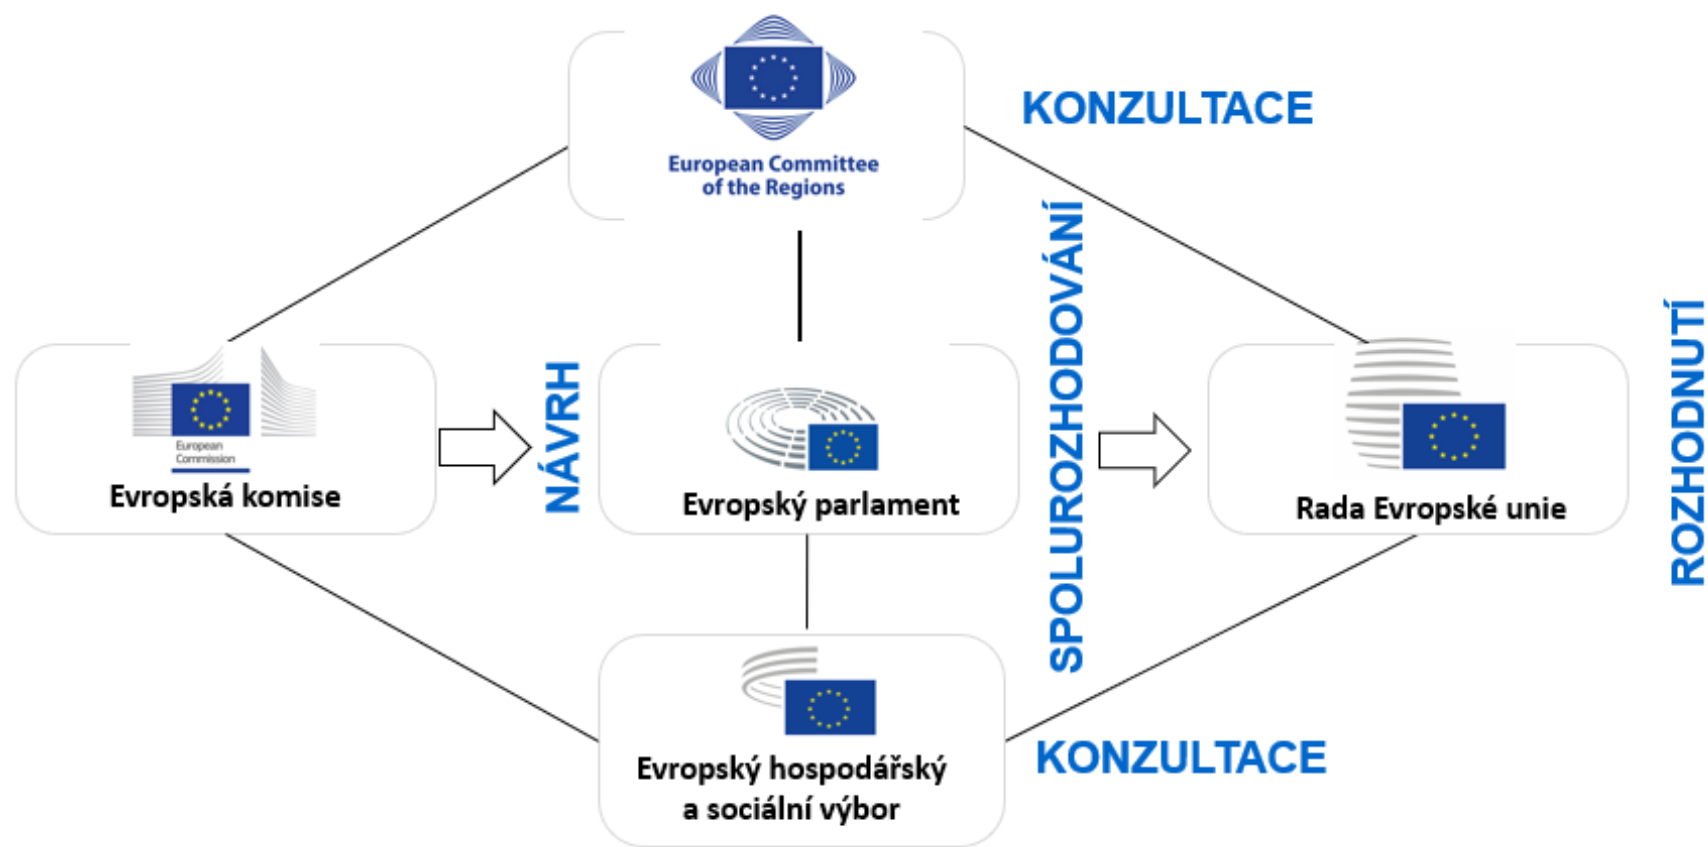 European Committee
of the Regions
KONZULTACE
European
Commission
Evropská komise
NÁVRH
Evropský parlament
SPOLUROZHODOVÁNÍ
Rada Evropské unie
ROZHODNUTÍ
Evropský hospodářský
a sociální výbor
KONZULTACE